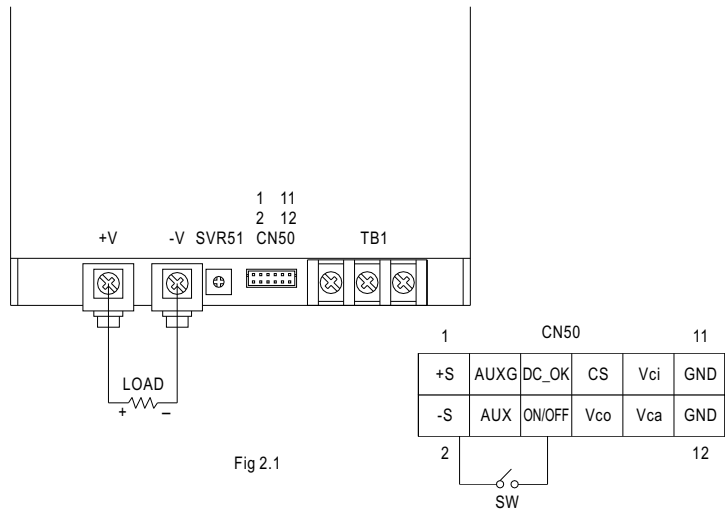 1 11
2 12
+V -V SVR51 CN50 TB1
LOAD
+ −
1 CN50 11
+S AUXG DC_OK CS Vci GND
-S AUX ON/OFF Vco Vca GND
2 12
SW
Fig 2.1